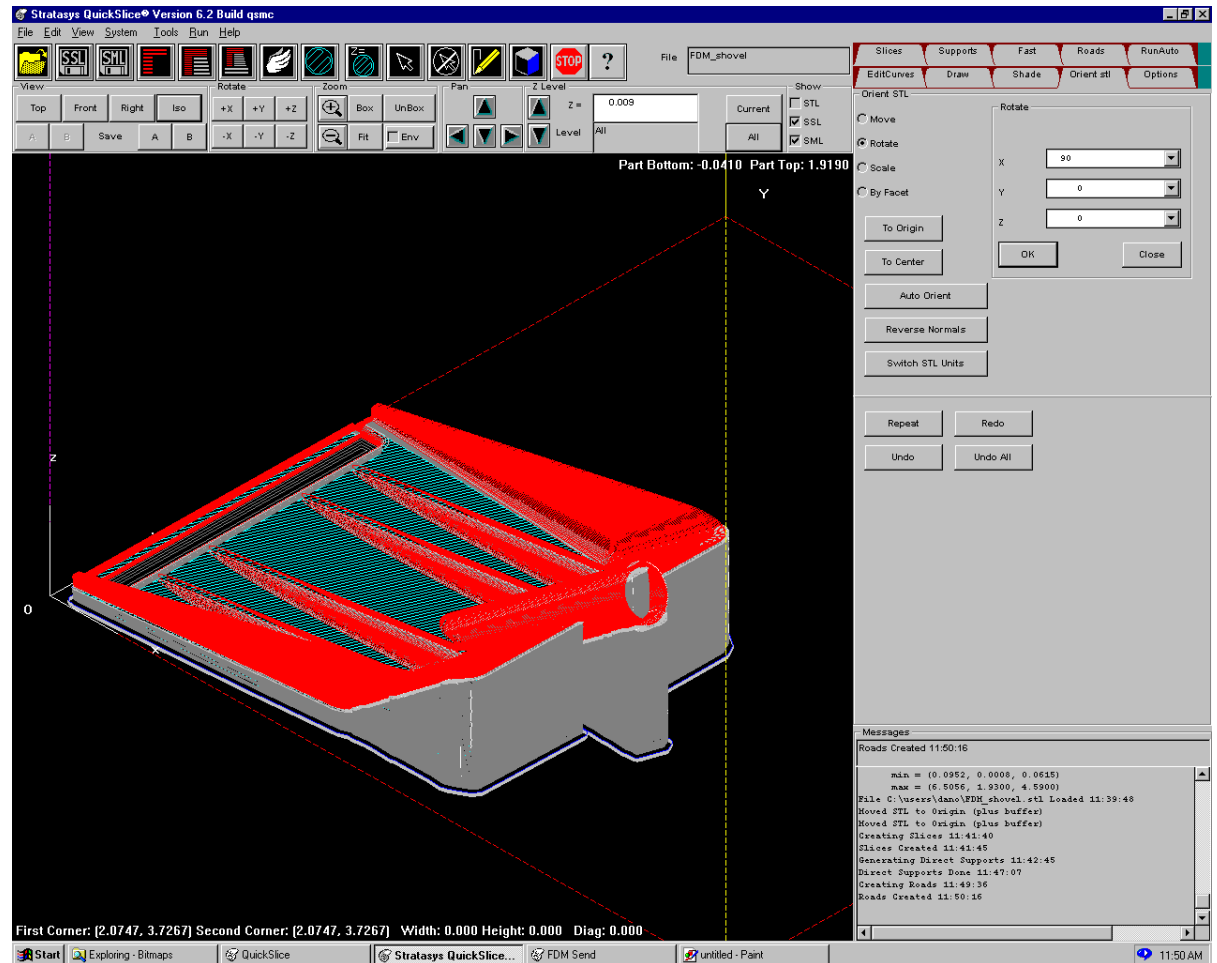 Stratasys QuickSlice® Version 6.2 Build qsmc
File Edit View System Tools Run Help
SSL SML Z= STOP ?
File FDM_shovel
Slices Supports Fast Roads RunAuto
EditCurves Draw Shade Orient stl Options
View Rotate Zoom Pan Z Level Show
Top Front Right Iso +X +Y +Z Box UnBox Z = 0.009 Current STL
SSL
A B Save A B -X -Y -Z Fit Env Level All All SML
Orient STL
Move
Rotate
Scale
By Facet
Rotate
X 90
Y 0
Z 0
OK Close
To Origin
To Center
Auto Orient
Reverse Normals
Switch STL Units
Repeat Redo
Undo Undo All
Part Bottom: -0.0410 Part Top: 1.9190
Y
Z
0
X
First Corner: (2.0747, 3.7267) Second Corner: (2.0747, 3.7267) Width: 0.000 Height: 0.000 Diag: 0.000
Messages
Roads Created 11:50:16
min = (0.0952, 0.0008, 0.0615)
max = (6.5056, 1.9300, 4.5900)
File C:\users\dano\FDM_shovel.stl Loaded 11:39:48
Moved STL to Origin (plus buffer)
Moved STL to Origin (plus buffer)
Creating Slices 11:41:40
Slices Created 11:41:45
Generating Direct Supports 11:42:45
Direct Supports Done 11:47:07
Creating Roads 11:49:36
Roads Created 11:50:16
Start Exploring - Bitmaps QuickSlice Stratasys QuickSlice... FDM Send untitled - Paint 11:50 AM